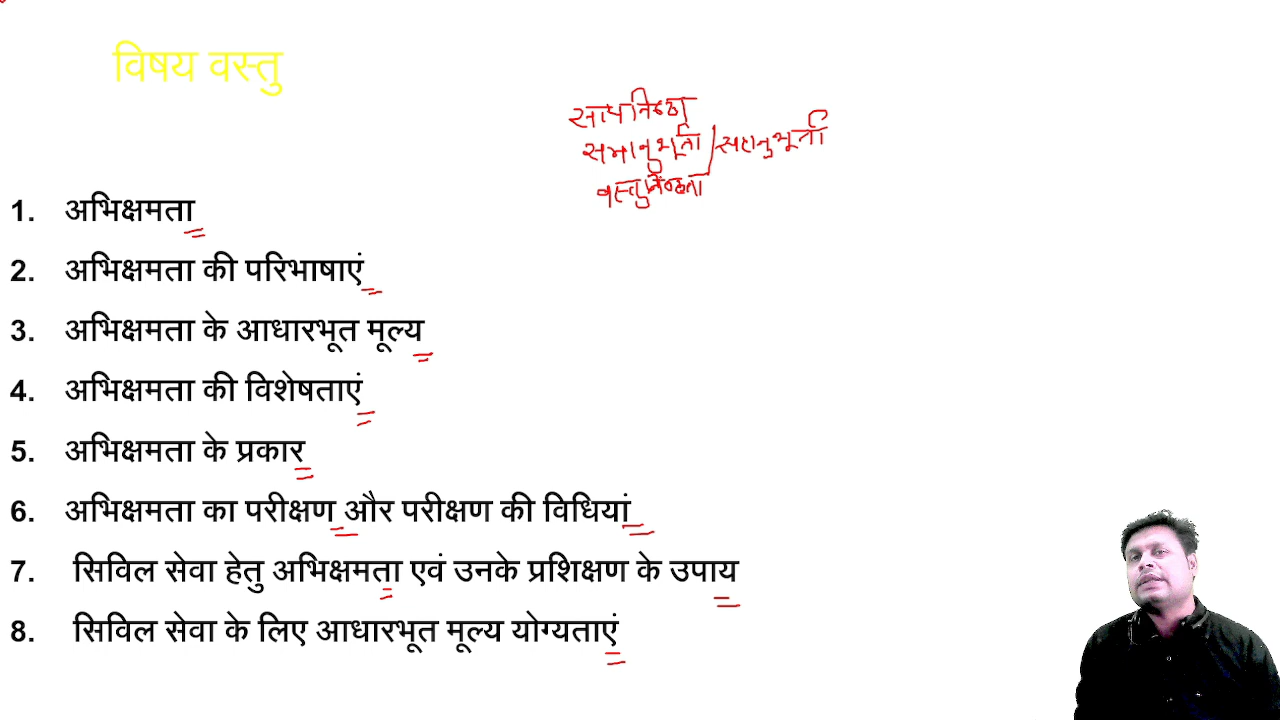 विषय वस्तु
समानुभूती/सहानुभूती
वस्तुनिष्ठता
1. अभिक्षमता
2. अभिक्षमता की परिभाषाएं
3. अभिक्षमता के आधारभूत मूल्य
4. अभिक्षमता की विशेषताएं
5. अभिक्षमता के प्रकार
6. अभिक्षमता का परीक्षण और परीक्षण की विधियां
7. सिविल सेवा हेतु अभिक्षमता एवं उनके प्रशिक्षण के उपाय
8. सिविल सेवा के लिए आधारभूत मूल्य योग्यताएं